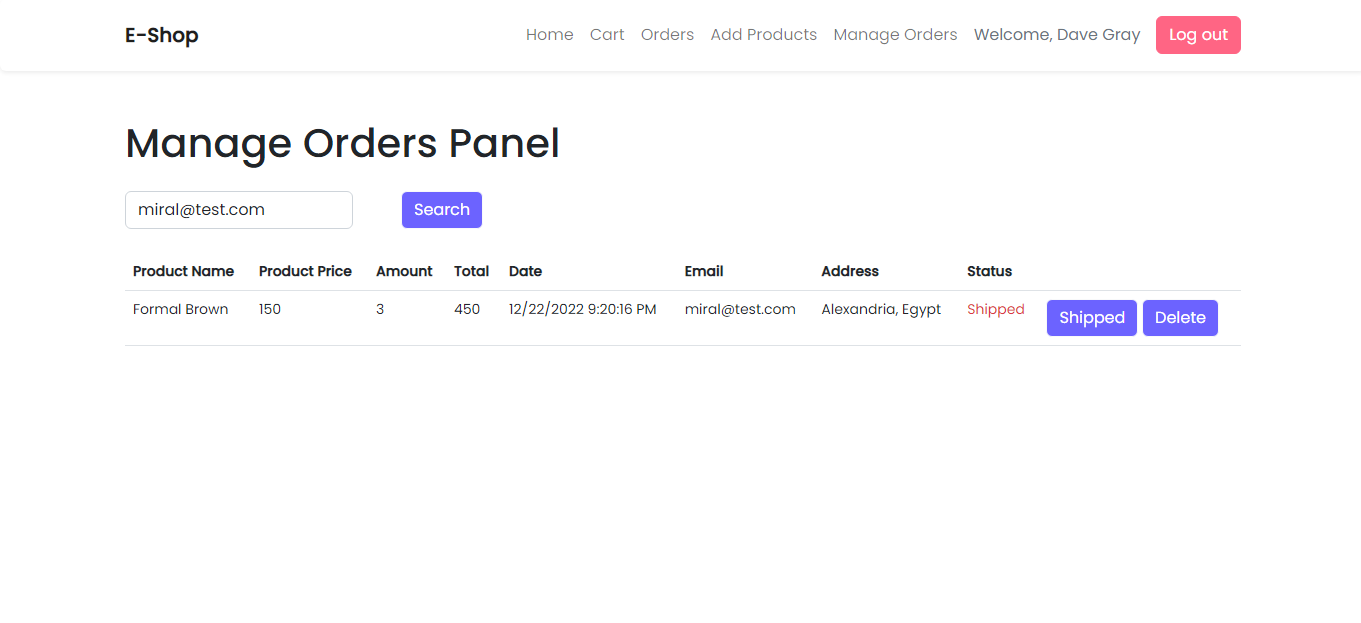 E-Shop Home Cart Orders Add Products Manage Orders Welcome, Dave Gray Log out
Manage Orders Panel
miral@test.com Search
Product Name Product Price Amount Total Date Email Address Status
Formal Brown 150 3 450 12/22/2022 9:20:16 PM miral@test.com Alexandria, Egypt Shipped Shipped Delete